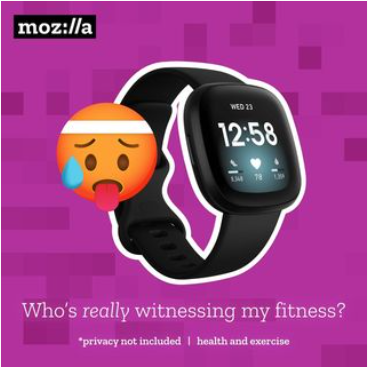 moz://a
WED 23
12:58
78
Who's really witnessing my fitness?
*privacy not included | health and exercise